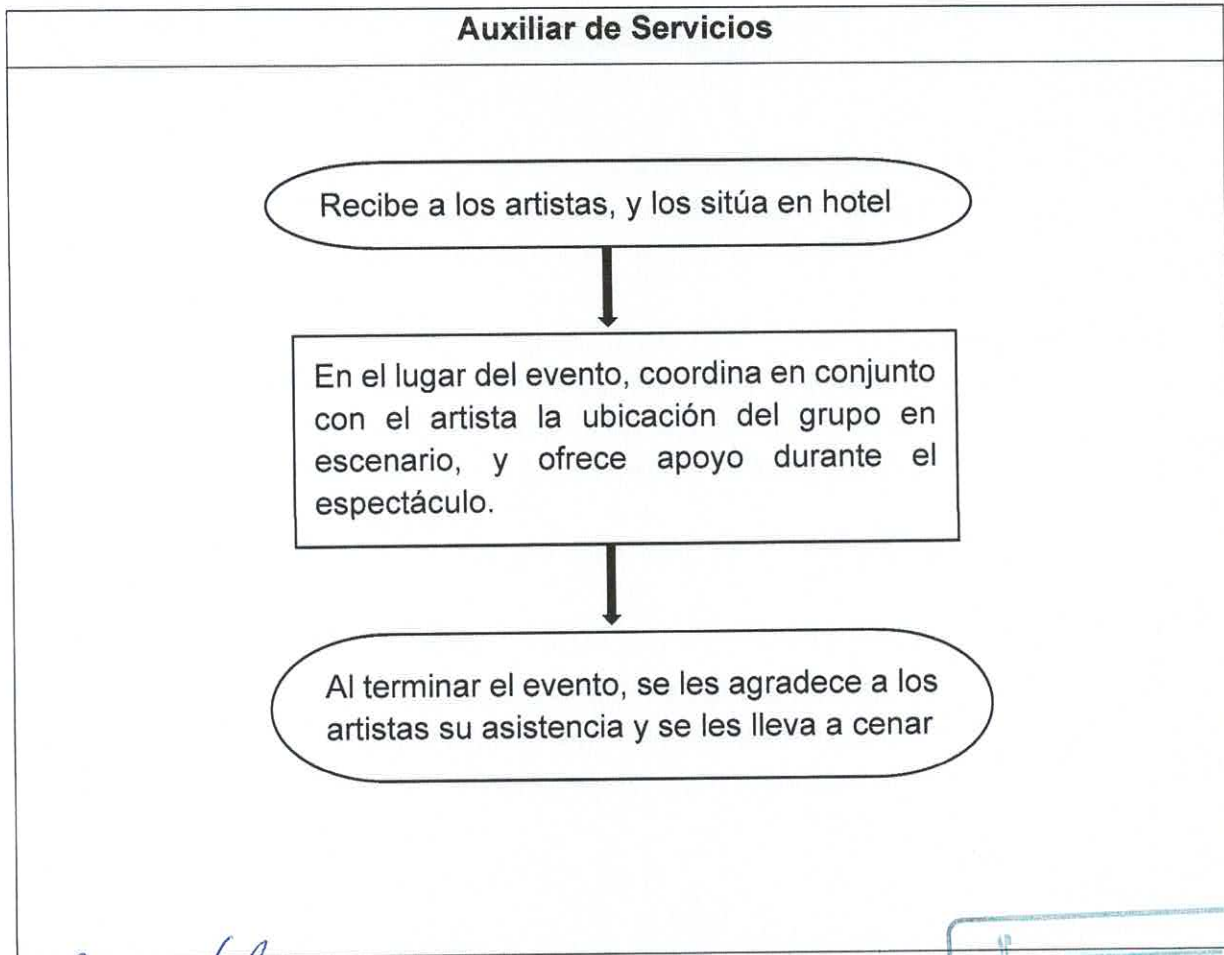 Auxiliar de Servicios
Recibe a los artistas, y los sitúa en hotel
En el lugar del evento, coordina en conjunto
con el artista la ubicación del grupo en
escenario, y ofrece apoyo durante el
espectáculo.
Al terminar el evento, se les agradece a los
artistas su asistencia y se les lleva a cenar